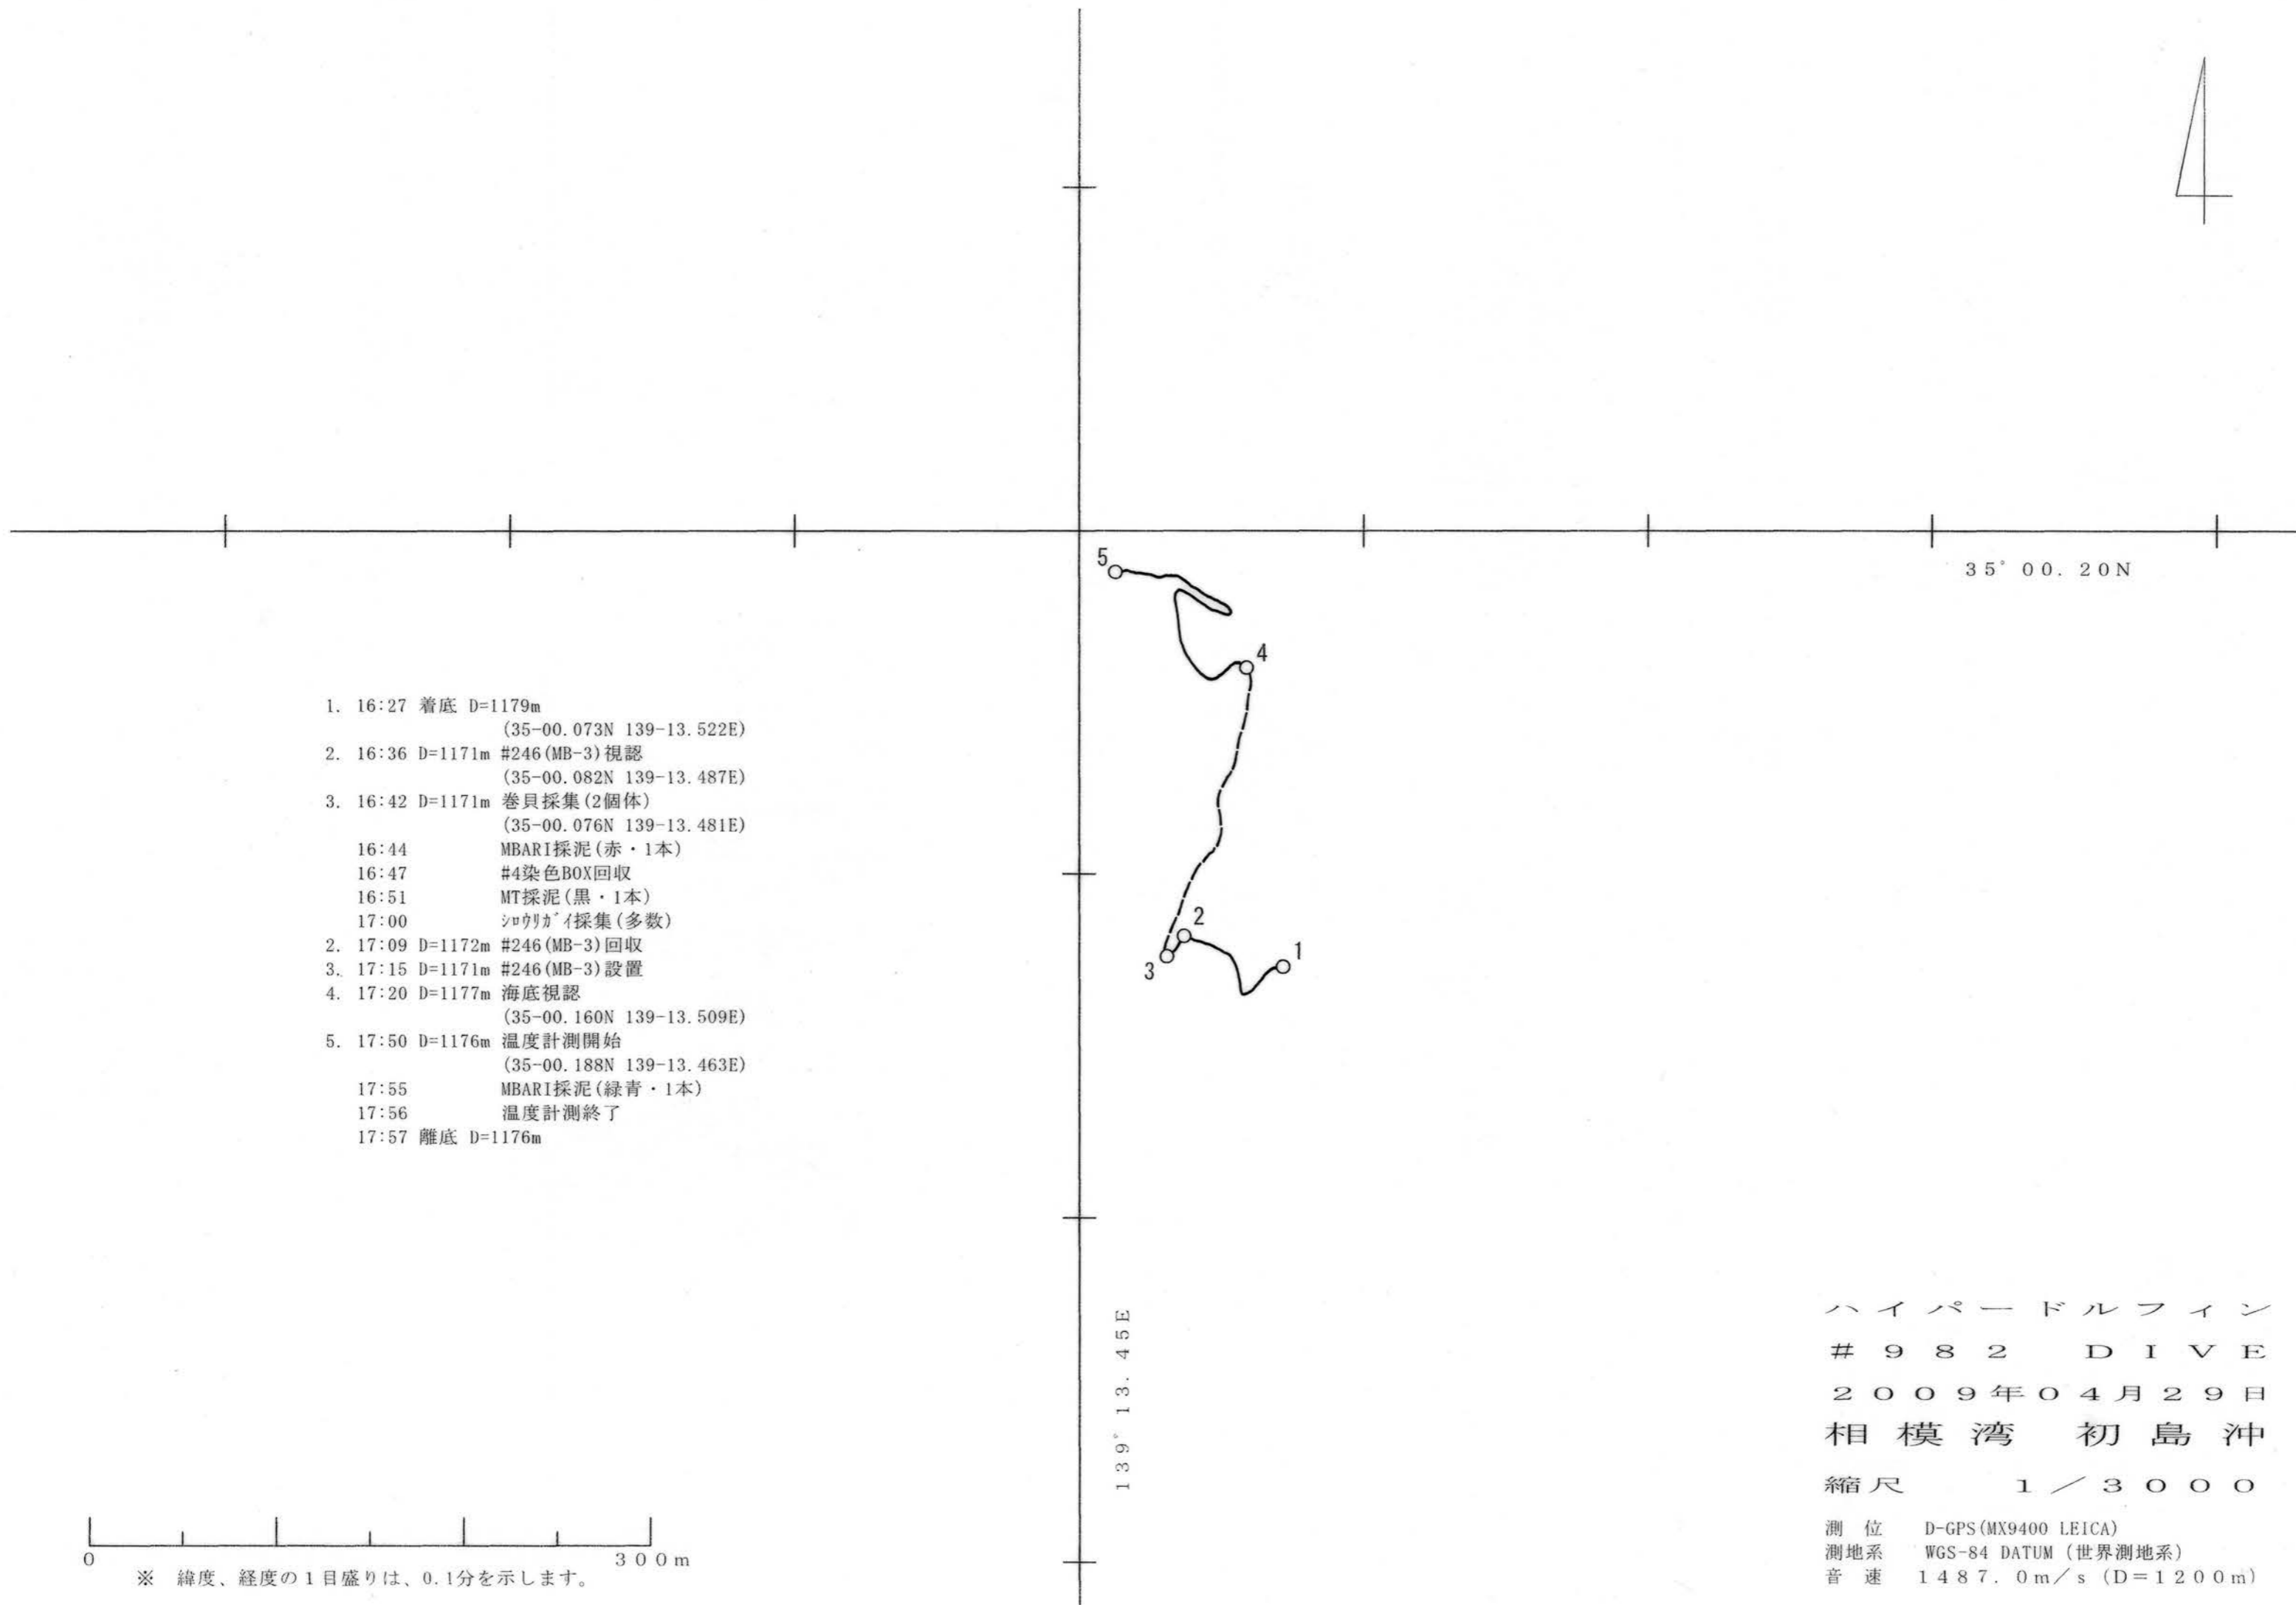 35°00.20N
5
4
2
1
3
1. 16:27 着底 D=1179m
(35-00.073N 139-13.522E)
2. 16:36 D=1171m #246(MB-3)視認
(35-00.082N 139-13.487E)
3. 16:42 D=1171m 巻貝採集(2個体)
(35-00.076N 139-13.481E)
16:44 MBARI採泥(赤・1本)
16:47 #4染色BOX回収
16:51 MT採泥(黒・1本)
17:00 ｼﾛｳﾘｶﾞｲ採集(多数)
2. 17:09 D=1172m #246(MB-3)回収
3. 17:15 D=1171m #246(MB-3)設置
4. 17:20 D=1177m 海底視認
(35-00.160N 139-13.509E)
5. 17:50 D=1176m 温度計測開始
(35-00.188N 139-13.463E)
17:55 MBARI採泥(緑青・1本)
17:56 温度計測終了
17:57 離底 D=1176m
139°13.45E
0 300m
※ 緯度、経度の1目盛りは、0.1分を示します。
ハイパードルフィン
#982 DIVE
2009年04月29日
相模湾 初島沖
縮尺 1/3000
測 位 D-GPS(MX9400 LEICA)
測地系 WGS-84 DATUM (世界測地系)
音 速 1487.0m/s (D=1200m)